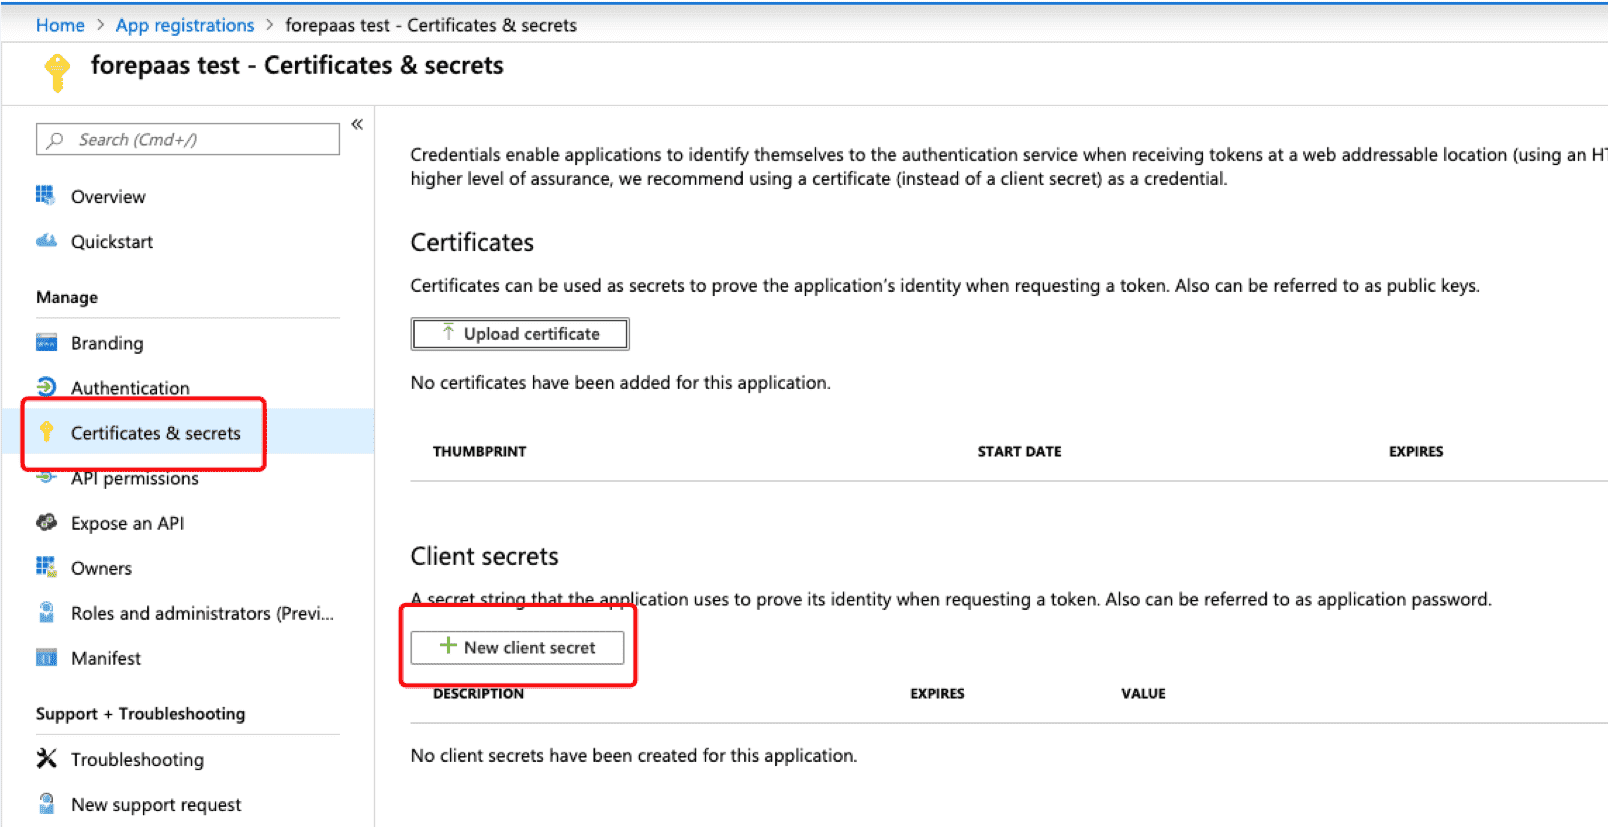 Home > App registrations > forepaas test - Certificates & secrets
forepaas test - Certificates & secrets
Search (Cmd+/)
«
Overview
Quickstart
Manage
Branding
Authentication
Certificates & secrets
API permissions
Expose an API
Owners
Roles and administrators (Previ...
Manifest
Support + Troubleshooting
Troubleshooting
New support request
Credentials enable applications to identify themselves to the authentication service when receiving tokens at a web addressable location (using an HT
higher level of assurance, we recommend using a certificate (instead of a client secret) as a credential.
Certificates
Certificates can be used as secrets to prove the application's identity when requesting a token. Also can be referred to as public keys.
Upload certificate
No certificates have been added for this application.
THUMBPRINT START DATE EXPIRES
Client secrets
A secret string that the application uses to prove its identity when requesting a token. Also can be referred to as application password.
New client secret
DESCRIPTION EXPIRES VALUE
No client secrets have been created for this application.